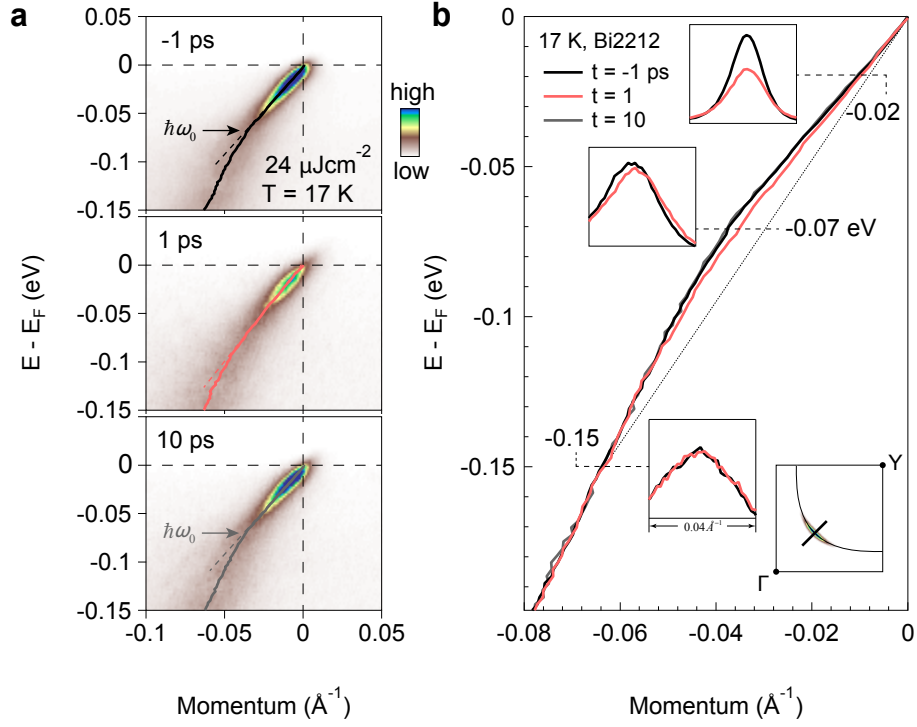 a
-1 ps
0
-0.05
-0.1
-0.15
ħω₀
24 μJcm⁻²
T = 17 K
high
low
1 ps
0
-0.05
-0.1
-0.15
10 ps
0
-0.05
-0.1
-0.15
ħω₀
-0.1
-0.05
0
0.05
E - E_F (eV)
Momentum (Å⁻¹)
b
17 K, Bi2212
t = -1 ps
t = 1
t = 10
-0.02
-0.07 eV
-0.15
0.04Å⁻¹
Y
Γ
0
-0.05
-0.1
-0.15
-0.08
-0.06
-0.04
-0.02
0
E - E_F (eV)
Momentum (Å⁻¹)